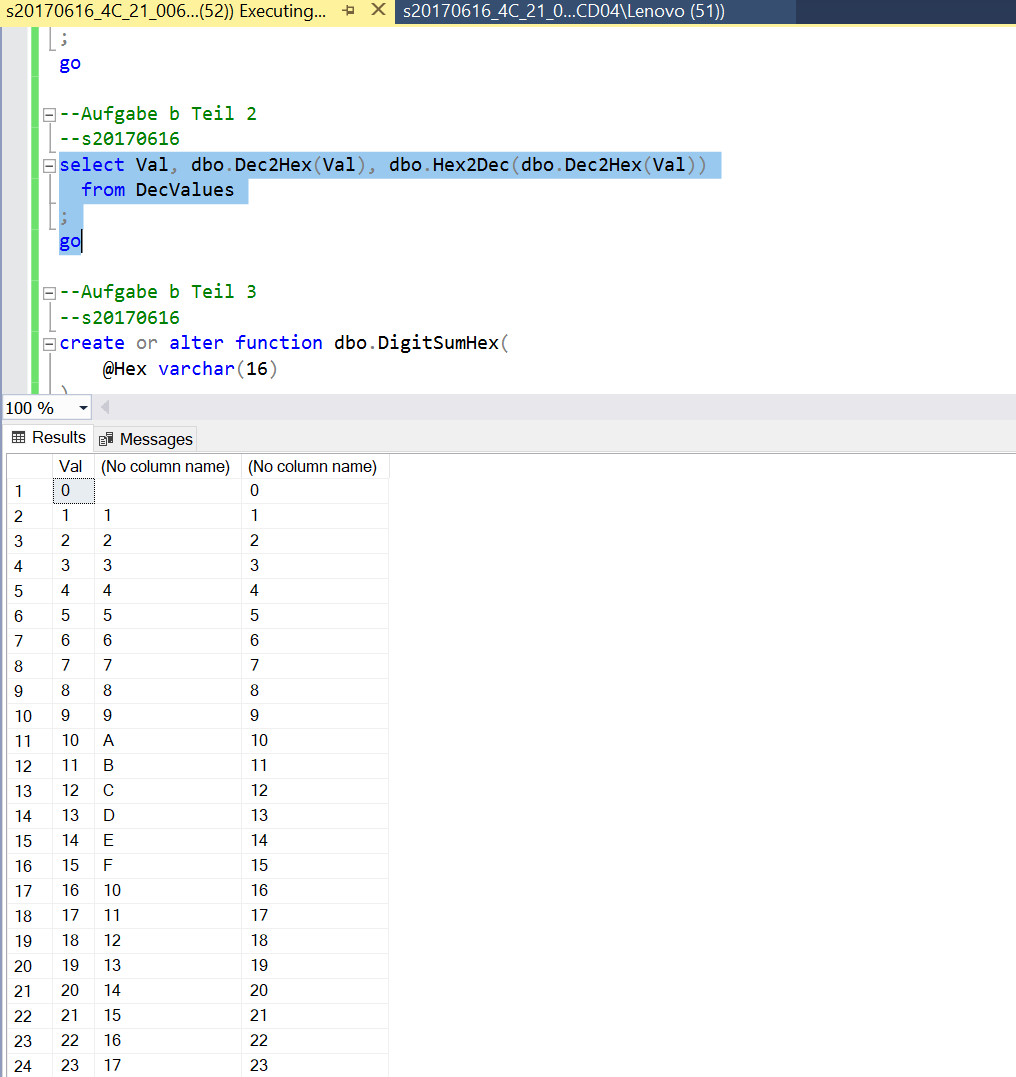 s20170616_4C_21_006...(52)) Executing... s20170616_4C_21_0...CD04\Lenovo (51))
;
go
--Aufgabe b Teil 2
--s20170616
select Val, dbo.Dec2Hex(Val), dbo.Hex2Dec(dbo.Dec2Hex(Val))
from DecValues
;
go
--Aufgabe b Teil 3
--s20170616
create or alter function dbo.DigitSumHex(
@Hex varchar(16)
)
100 %
Results Messages
Val (No column name) (No column name)
1 0 0
2 1 1 1
3 2 2 2
4 3 3 3
5 4 4 4
6 5 5 5
7 6 6 6
8 7 7 7
9 8 8 8
10 9 9 9
11 10 A 10
12 11 B 11
13 12 C 12
14 13 D 13
15 14 E 14
16 15 F 15
17 16 10 16
18 17 11 17
19 18 12 18
20 19 13 19
21 20 14 20
22 21 15 21
23 22 16 22
24 23 17 23